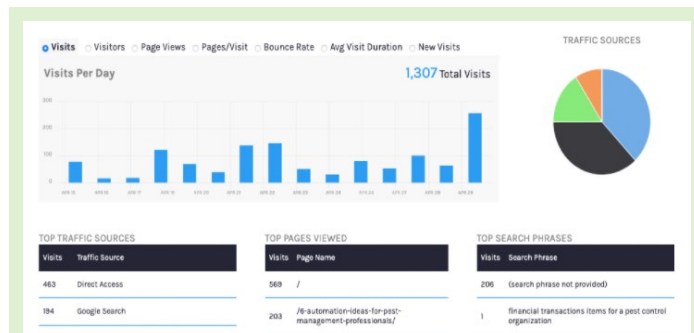 Visits Visitors Page Views Pages/Visit Bounce Rate Avg Visit Duration New Visits
TRAFFIC SOURCES
Visits Per Day
1,307 Total Visits
300
200
100
0
TOP TRAFFIC SOURCES
Visits Traffic Source
463 Direct Access
194 Google Search
TOP PAGES VIEWED
Visits Page Name
569 /
203 /6-automation-ideas-for-pest-
management-professionals/
TOP SEARCH PHRASES
Visits Search Phrase
206 (search phrase not provided)
1 financial transactions items for a pest control
organization